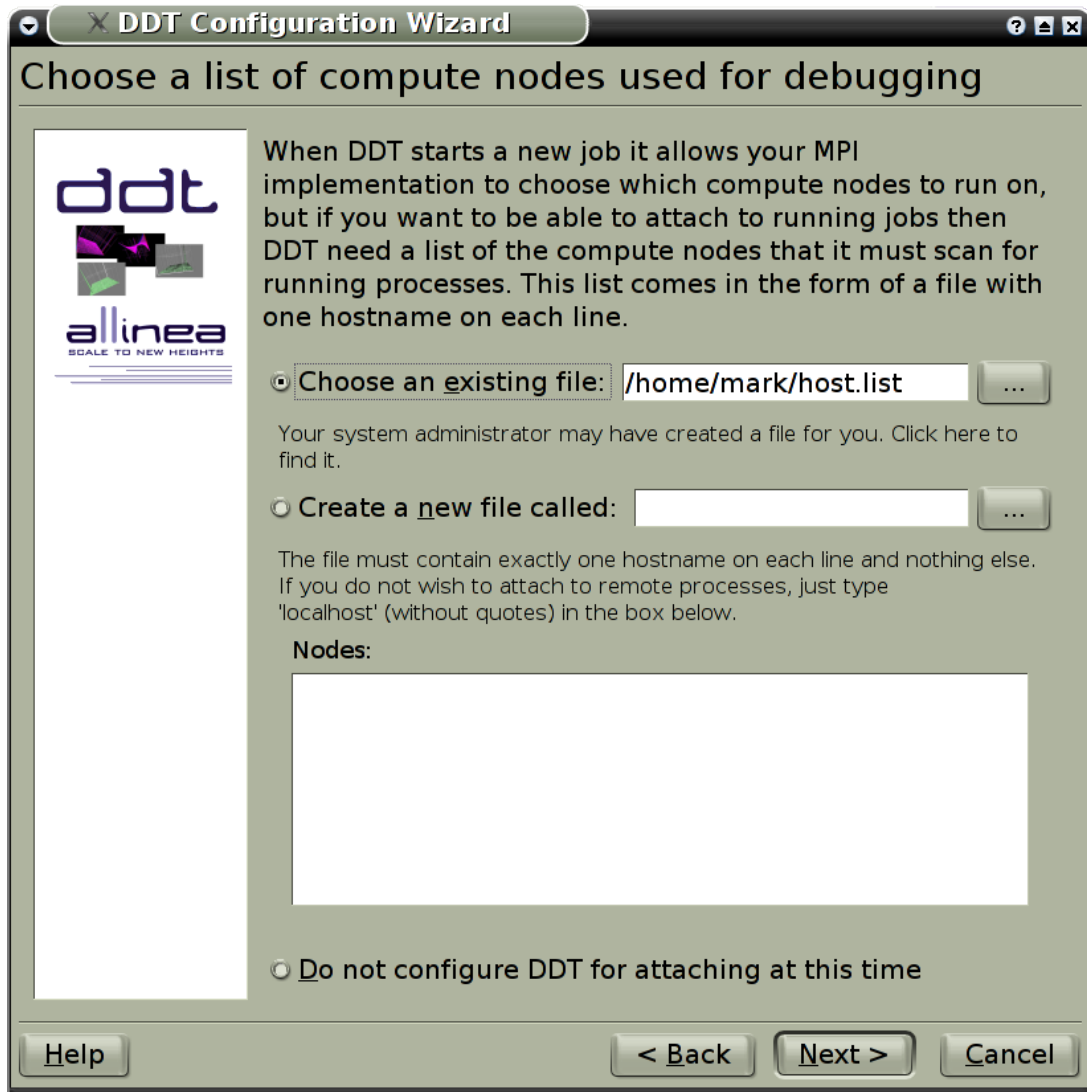 X DDT Configuration Wizard
?
Choose a list of compute nodes used for debugging
ddt
allinea
SCALE TO NEW HEIGHTS
When DDT starts a new job it allows your MPI
implementation to choose which compute nodes to run on,
but if you want to be able to attach to running jobs then
DDT need a list of the compute nodes that it must scan for
running processes. This list comes in the form of a file with
one hostname on each line.
Choose an existing file: /home/mark/host.list ...
Your system administrator may have created a file for you. Click here to
find it.
Create a new file called: ...
The file must contain exactly one hostname on each line and nothing else.
If you do not wish to attach to remote processes, just type
'localhost' (without quotes) in the box below.
Nodes:
Do not configure DDT for attaching at this time
Help < Back Next > Cancel